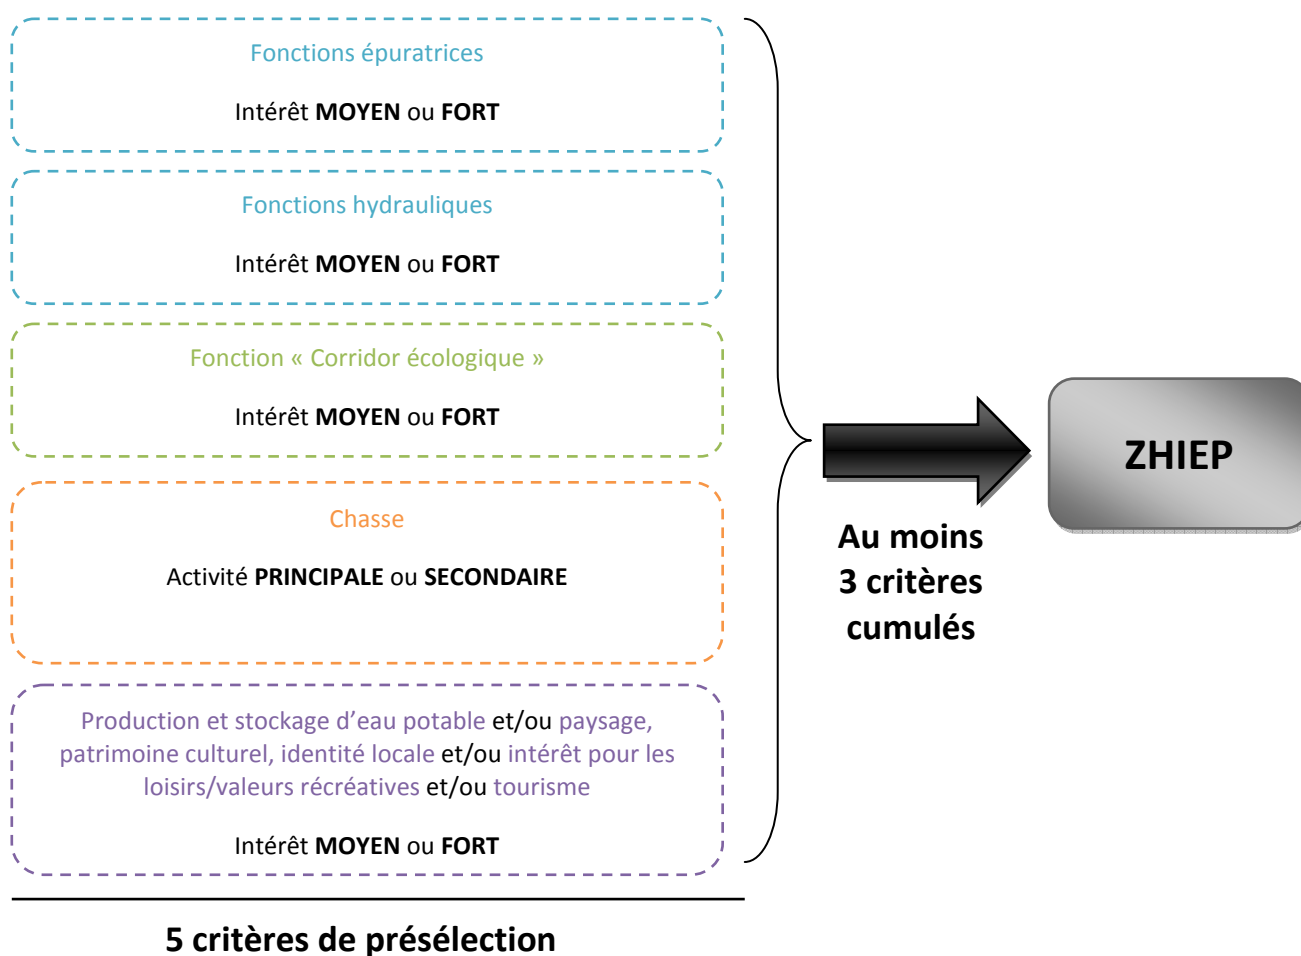 Fonctions épuratrices
Intérêt MOYEN ou FORT
Fonctions hydrauliques
Intérêt MOYEN ou FORT
Fonction « Corridor écologique »
Intérêt MOYEN ou FORT
Chasse
Activité PRINCIPALE ou SECONDAIRE
Production et stockage d’eau potable et/ou paysage,
patrimoine culturel, identité locale et/ou intérêt pour les
loisirs/valeurs récréatives et/ou tourisme
Intérêt MOYEN ou FORT
5 critères de présélection
Au moins
3 critères
cumulés
ZHIEP